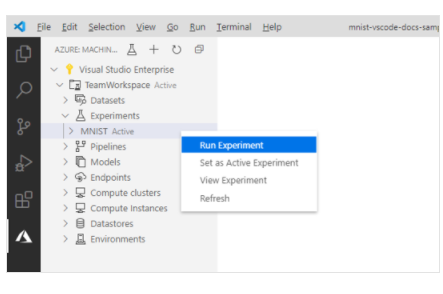 File Edit Selection View Go Run Terminal Help mnist-vscode-docs-samp
AZURE: MACHIN...
Visual Studio Enterprise
TeamWorkspace Active
Datasets
Experiments
MNIST Active
Run Experiment
Set as Active Experiment
View Experiment
Refresh
Pipelines
Models
Endpoints
Compute clusters
Compute Instances
Datastores
Environments